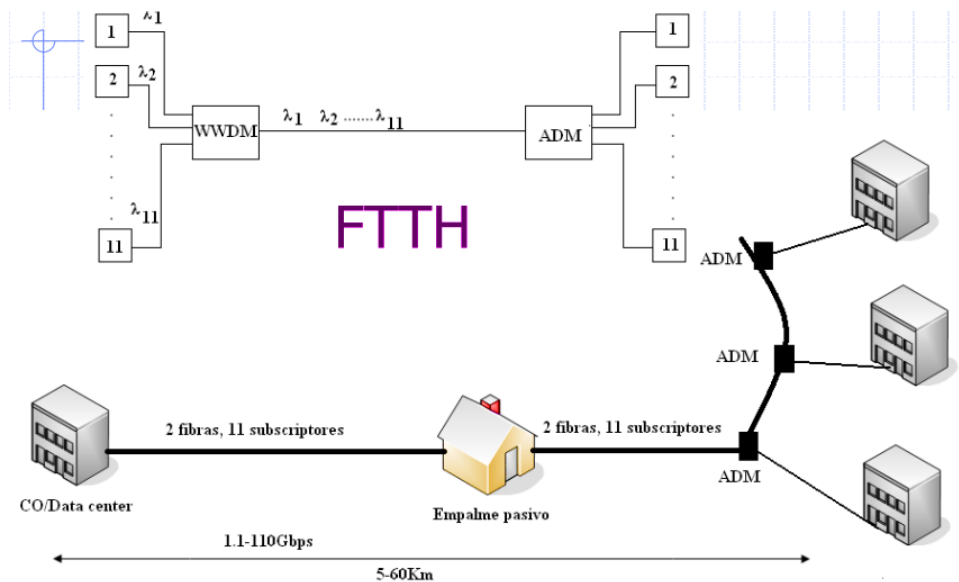 λ1
1
1
2
λ2
2
WWDM
λ1 λ2 .......λ11
ADM
λ11
11
FTTH
11
ADM
ADM
2 fibras, 11 subscriptores
2 fibras, 11 subscriptores
ADM
CO/Data center
Empalme pasivo
1.1-110Gbps
5-60Km